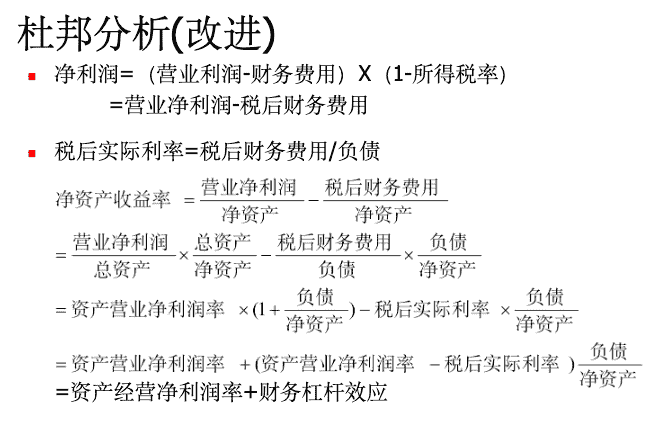 杜邦分析(改进)
净利润=（营业利润-财务费用）X（1-所得税率）
=营业净利润-税后财务费用
税后实际利率=税后财务费用/负债
净资产收益率 = 营业净利润/净资产 - 税后财务费用/净资产
= 营业净利润/总资产 × 总资产/净资产 - 税后财务费用/负债 × 负债/净资产
= 资产营业净利润率 ×(1+ 负债/净资产) - 税后实际利率 × 负债/净资产
= 资产营业净利润率 +(资产营业净利润率 - 税后实际利率) 负债/净资产
=资产经营净利润率+财务杠杆效应